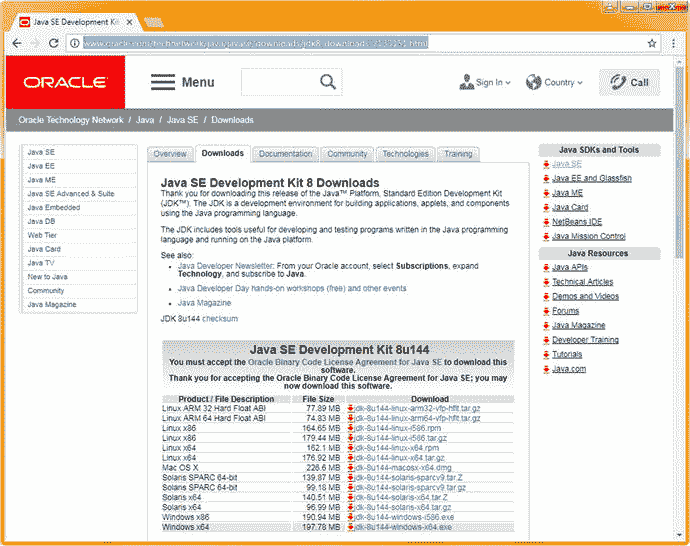 Java SE Development Kit 8
www.oracle.com/technetwork/java/javase/downloads/jdk8-downloads-2133151.html
ORACLE
Menu
Sign In
Country
Call
Oracle Technology Network / Java / Java SE / Downloads
Java SE
Java EE
Java ME
Java SE Advanced & Suite
Java Embedded
Java DB
Web Tier
Java Card
Java TV
New to Java
Community
Java Magazine
Overview
Downloads
Documentation
Community
Technologies
Training
Java SE Development Kit 8 Downloads
Thank you for downloading this release of the Java™ Platform, Standard Edition Development Kit
(JDK™). The JDK is a development environment for building applications, applets, and components
using the Java programming language.
The JDK includes tools useful for developing and testing programs written in the Java programming
language and running on the Java platform.
See also:
• Java Developer Newsletter: From your Oracle account, select Subscriptions, expand
Technology, and subscribe to Java.
• Java Developer Day hands-on workshops (free) and other events
• Java Magazine
JDK 8u144 checksum
Java SE Development Kit 8u144
You must accept the Oracle Binary Code License Agreement for Java SE to download this
software.
Thank you for accepting the Oracle Binary Code License Agreement for Java SE; you may
now download this software.
Product / File Description File Size Download
Linux ARM 32 Hard Float ABI 77.89 MB jdk-8u144-linux-arm32-vfp-hflt.tar.gz
Linux ARM 64 Hard Float ABI 74.83 MB jdk-8u144-linux-arm64-vfp-hflt.tar.gz
Linux x86 164.65 MB jdk-8u144-linux-i586.rpm
Linux x86 179.44 MB jdk-8u144-linux-i586.tar.gz
Linux x64 162.1 MB jdk-8u144-linux-x64.rpm
Linux x64 176.92 MB jdk-8u144-linux-x64.tar.gz
Mac OS X 226.6 MB jdk-8u144-macosx-x64.dmg
Solaris SPARC 64-bit 139.87 MB jdk-8u144-solaris-sparcv9.tar.Z
Solaris SPARC 64-bit 99.18 MB jdk-8u144-solaris-sparcv9.tar.gz
Solaris x64 140.51 MB jdk-8u144-solaris-x64.tar.Z
Solaris x64 96.99 MB jdk-8u144-solaris-x64.tar.gz
Windows x86 190.94 MB jdk-8u144-windows-i586.exe
Windows x64 197.78 MB jdk-8u144-windows-x64.exe
Java SDKs and Tools
Java SE
Java EE and Glassfish
Java ME
Java Card
NetBeans IDE
Java Mission Control
Java Resources
Java APIs
Technical Articles
Demos and Videos
Forums
Java Magazine
Developer Training
Tutorials
Java.com